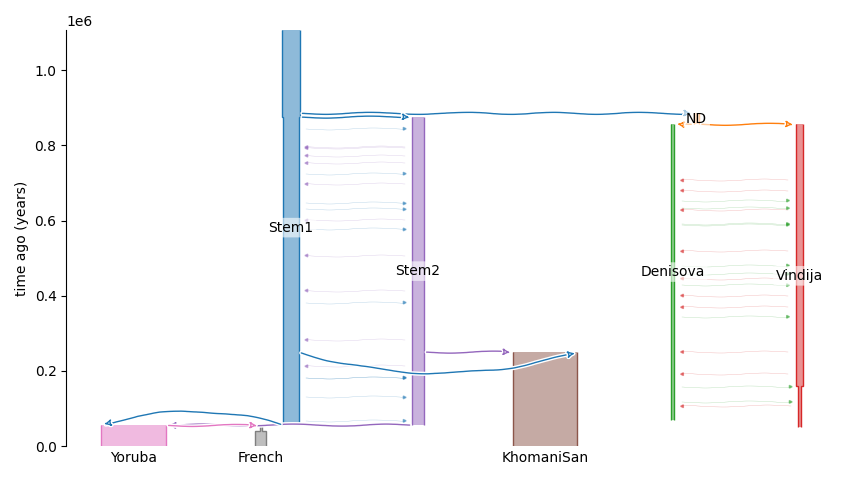 1e6
1.0
ND
0.8
0.6
Stem1
time ago (years)
Stem2
Denisova
Vindija
0.4
0.2
0.0
Yoruba
French
KhomaniSan